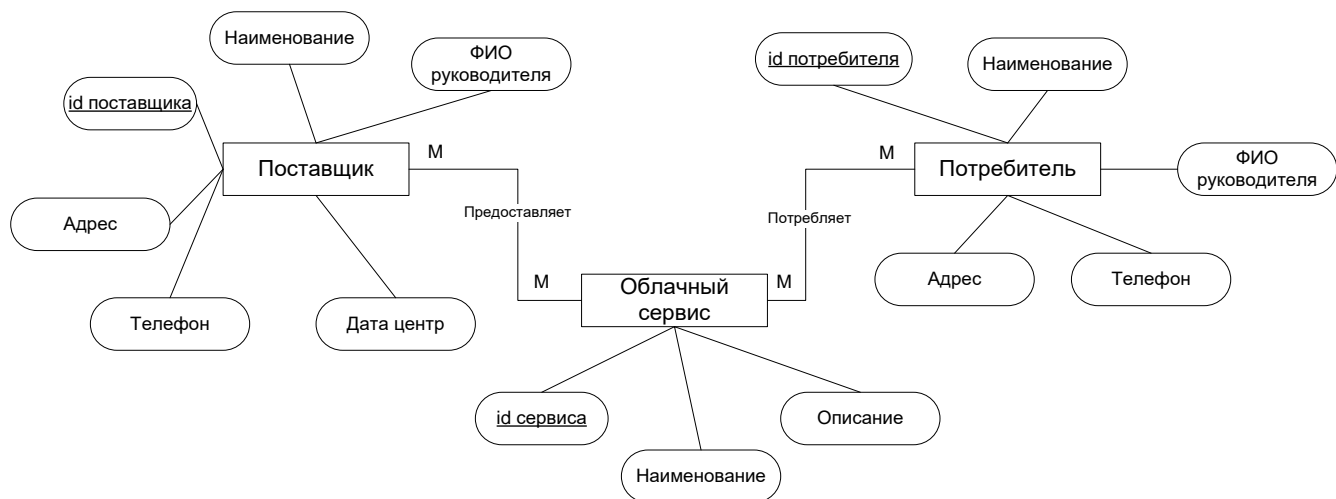 Наименование
ФИО
руководителя
id поставщика
Поставщик
М
Адрес
Телефон
Дата центр
Предоставляет
id потребителя
Наименование
М
Потребитель
ФИО
руководителя
Потребляет
Адрес
Телефон
М
Облачный
сервис
М
id сервиса
Наименование
Описание